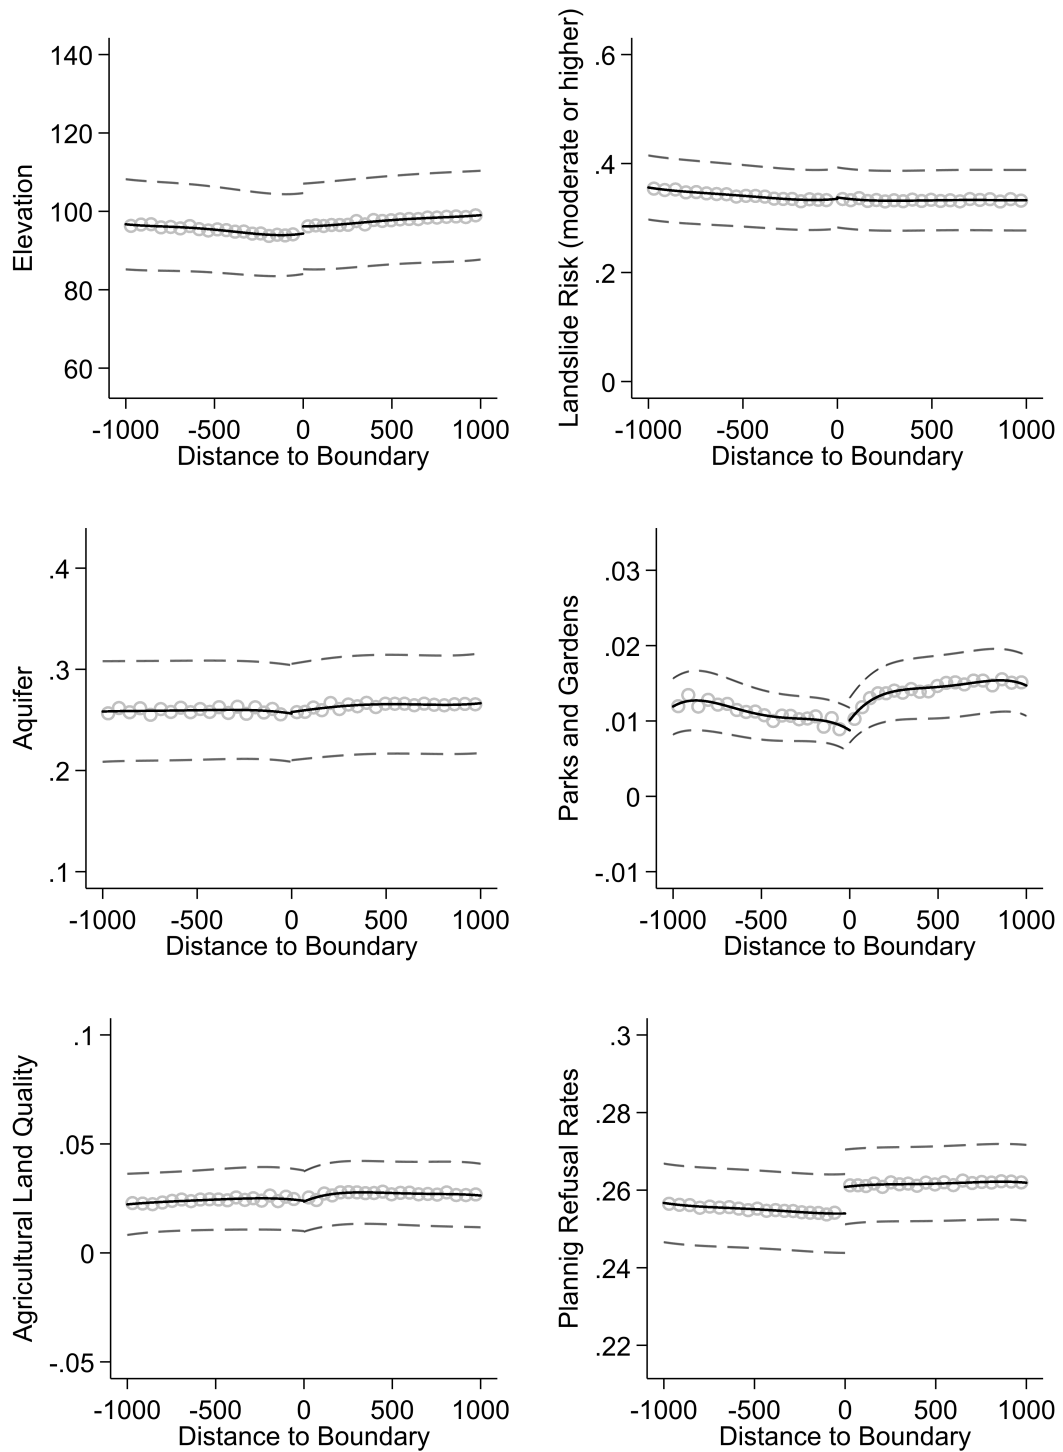 Elevation
140
120
100
80
60
-1000 -500 0 500 1000
Distance to Boundary
Landslide Risk (moderate or higher)
.6
.4
.2
0
-1000 -500 0 500 1000
Distance to Boundary
Aquifer
.4
.3
.2
.1
-1000 -500 0 500 1000
Distance to Boundary
Parks and Gardens
.03
.02
.01
0
-.01
-1000 -500 0 500 1000
Distance to Boundary
Agricultural Land Quality
.1
.05
0
-.05
-1000 -500 0 500 1000
Distance to Boundary
Plannig Refusal Rates
.3
.28
.26
.24
.22
-1000 -500 0 500 1000
Distance to Boundary